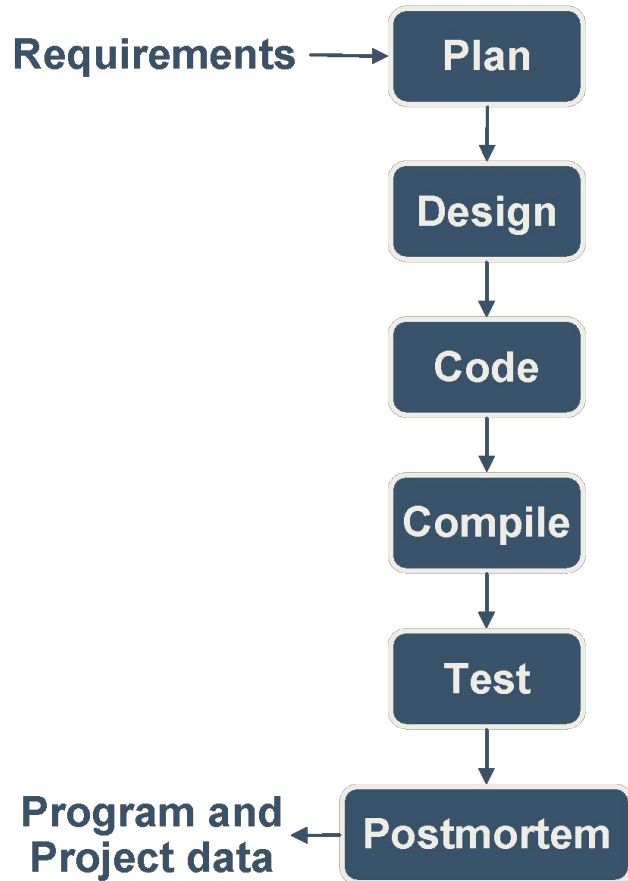 Requirements
Plan
Design
Code
Compile
Test
Postmortem
Program and
Project data